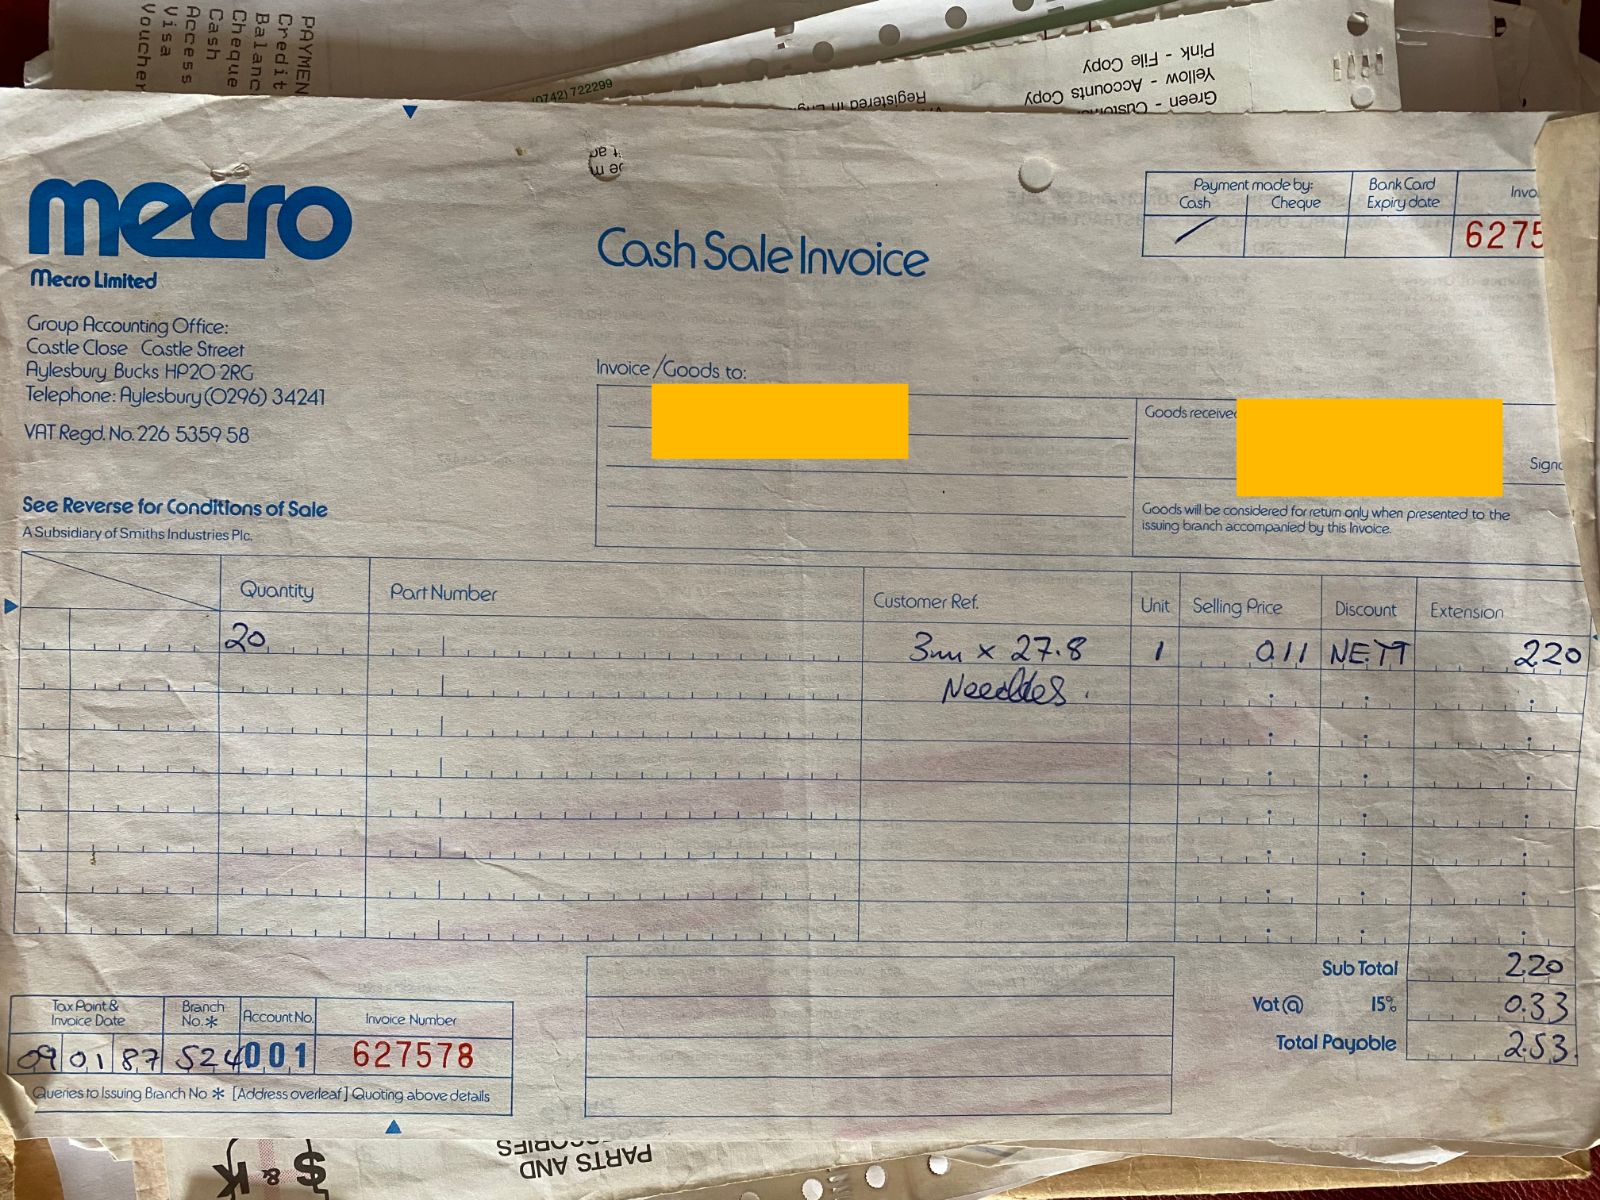 PAYMEN
Credit
Balanc
Cheque
Cash
Access
Visa
Voucher
(0742) 722299
Registered in Eng
Green - Custom
Yellow - Accounts Copy
Pink - File Copy
mecro
Mecro Limited
Group Accounting Office:
Castle Close Castle Street
Aylesbury Bucks HP20 2RG
Telephone: Aylesbury (0296) 34241
VAT Regd. No. 226 5359 58
See Reverse for Conditions of Sale
A Subsidiary of Smiths Industries Plc.
Cash Sale Invoice
Payment made by:
Cash Cheque
Bank Card
Expiry date
Invo
6275
Invoice/Goods to:
Goods receive
Sign
Goods will be considered for return only when presented to the
issuing branch accompanied by this Invoice.
Quantity Part Number Customer Ref. Unit Selling Price Discount Extension
20 3mm x 27.8 1 0.11 NETT 2.20
Needles.
Sub Total 2.20
Vat @ 15% 0.33
Total Payable 2.53
Tax Point &
Invoice Date
Branch
No.*
Account No.
Invoice Number
09 01 87 524 001 627578
Queries to Issuing Branch No * [Address overleaf] Quoting above details
PARTS AND
$ & K